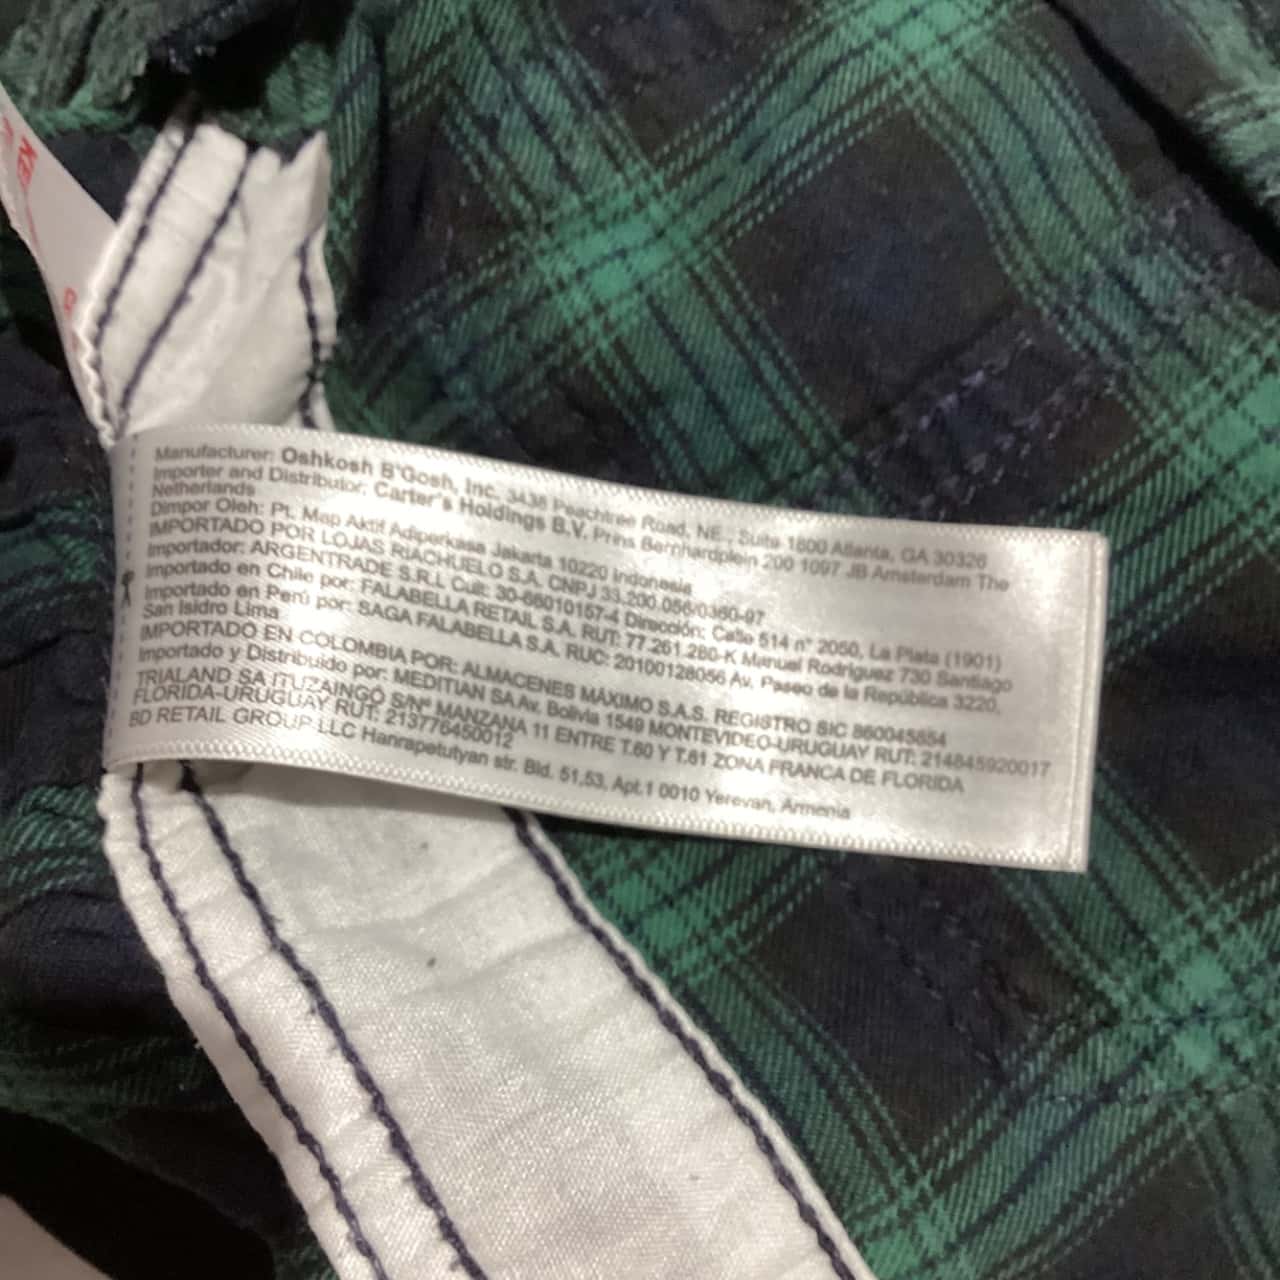 Manufacturer: Oshkosh B'Gosh, Inc. 3438 Peachtree Road, NE., Suite 1800 Atlanta, GA 30326
Importer and Distributor: Carter's Holdings B.V. Prins Bernhardplein 200 1097 JB Amsterdam The
Netherlands
Dimpor Oleh: Pt. Map Aktif Adiperkasa Jakarta 10220 Indonesia
IMPORTADO POR LOJAS RIACHUELO S.A. CNPJ 33.200.056/0360-97
Importador: ARGENTRADE S.R.L Cuit: 30-66010157-4 Dirección: Calle 514 n° 2050, La Plata (1901)
Importado en Chile por: FALABELLA RETAIL S.A. RUT: 77.261.280-K Manuel Rodriguez 730 Santiago
Importado en Perú por: SAGA FALABELLA S.A. RUC: 20100128056 Av. Paseo de la República 3220,
San Isidro Lima
IMPORTADO EN COLOMBIA POR: ALMACENES MÁXIMO S.A.S. REGISTRO SIC 860045854
Importado y Distribuido por: MEDITIAN SA Av. Bolivia 1549 MONTEVIDEO-URUGUAY RUT: 214845920017
TRIALAND SA ITUZAINGÓ S/Nº MANZANA 11 ENTRE T.60 Y T.61 ZONA FRANCA DE FLORIDA
FLORIDA-URUGUAY RUT: 213776450012
BD RETAIL GROUP LLC Hanrapetutyan str. Bld. 51,53, Apt.1 0010 Yerevan, Armenia